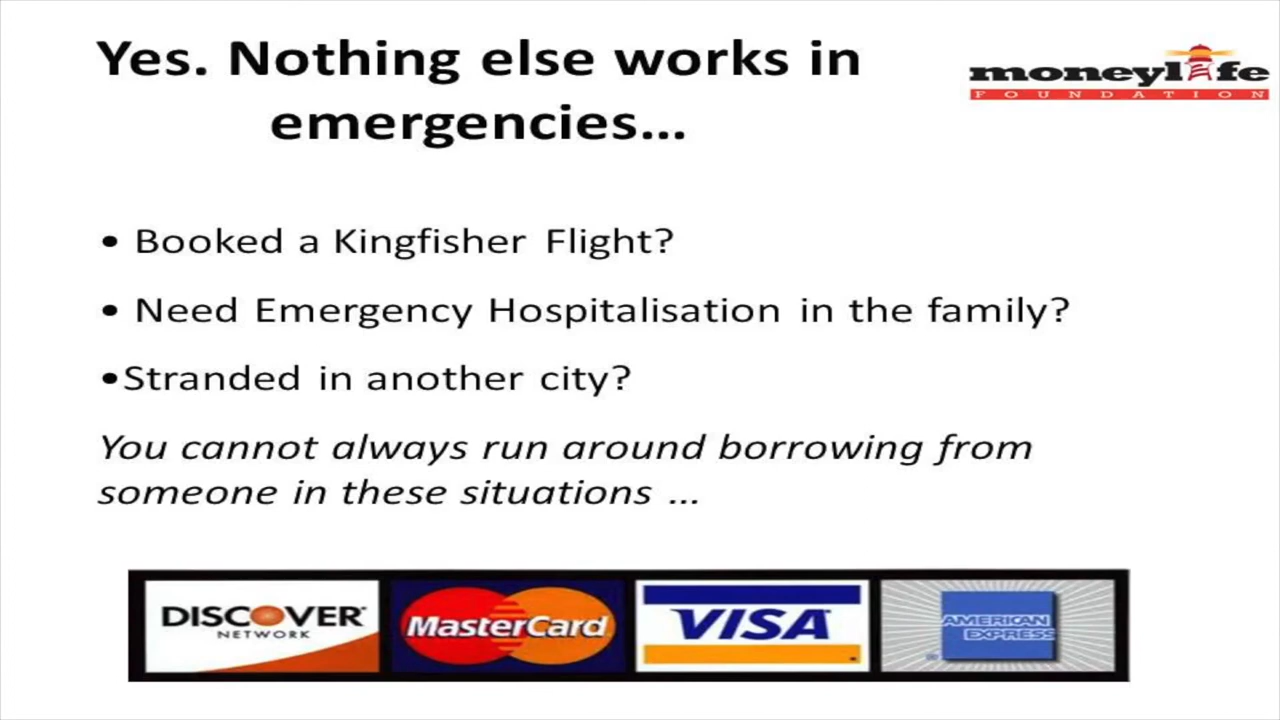 Yes. Nothing else works in
emergencies...
moneylife
FOUNDATION
• Booked a Kingfisher Flight?
• Need Emergency Hospitalisation in the family?
•Stranded in another city?
You cannot always run around borrowing from
someone in these situations ...
DISCOVER
NETWORK
MasterCard
VISA
AMERICAN
EXPRESS